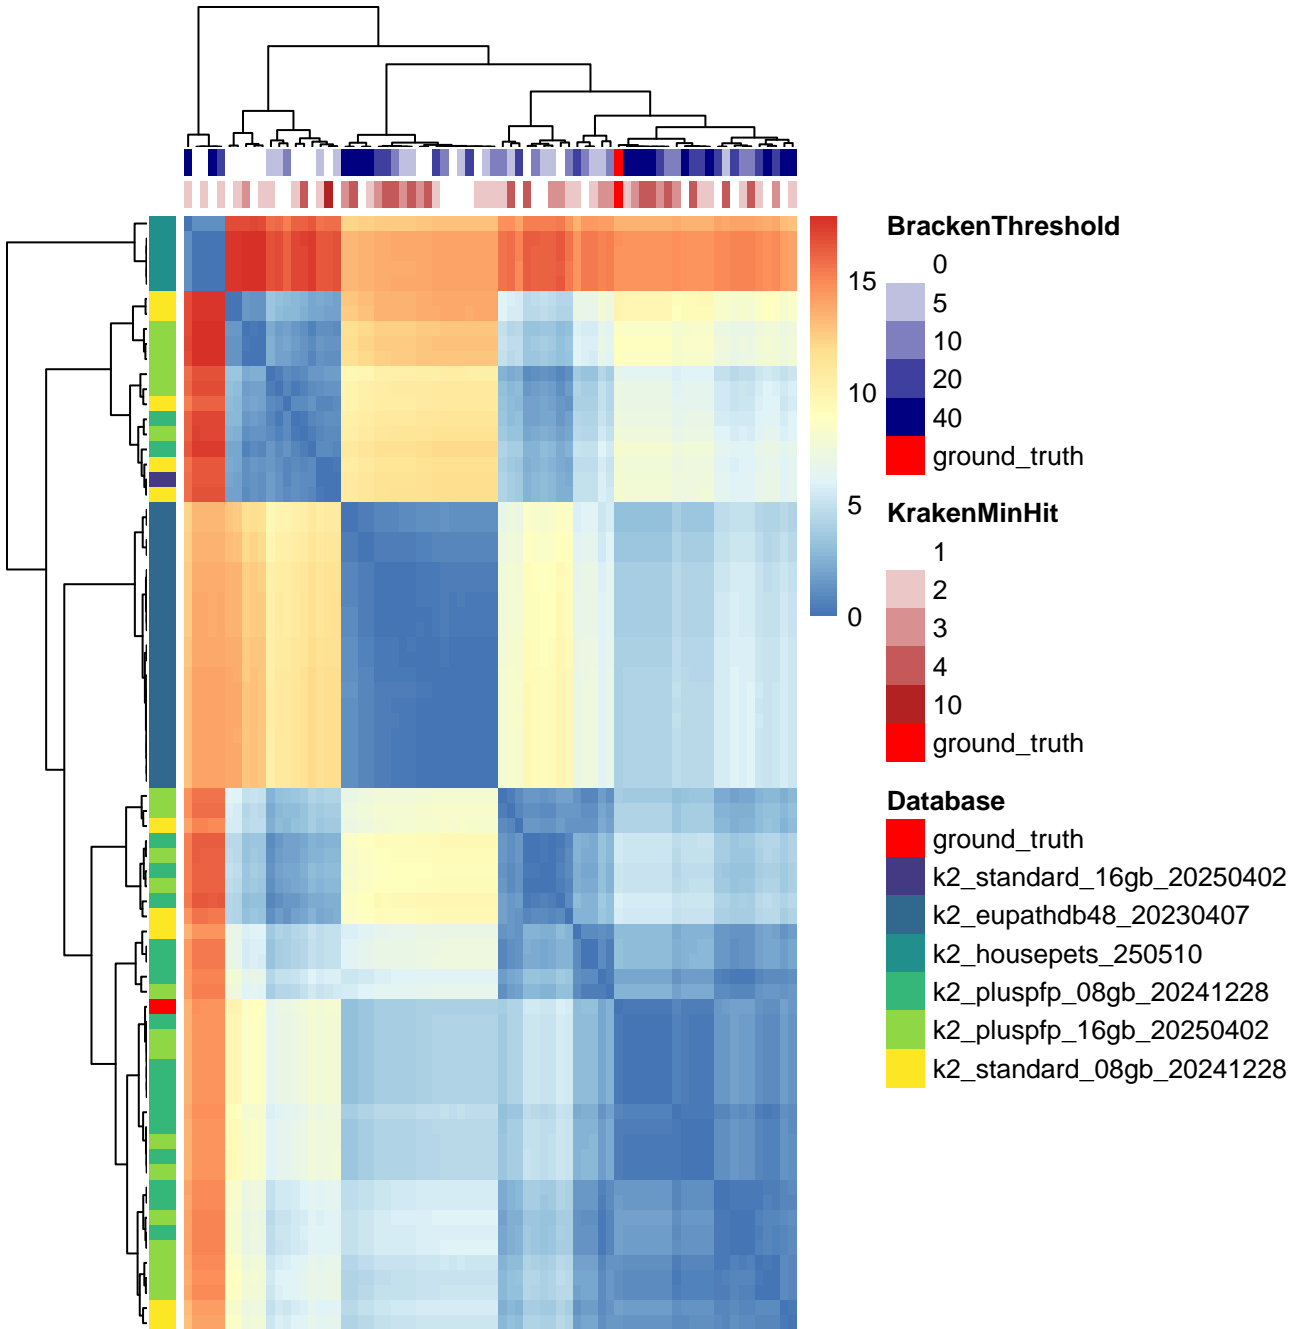 15
10
5
0
BrackenThreshold
0
5
10
20
40
ground_truth
KrakenMinHit
1
2
3
4
10
ground_truth
Database
ground_truth
k2_standard_16gb_20250402
k2_eupathdb48_20230407
k2_housepets_250510
k2_pluspfp_08gb_20241228
k2_pluspfp_16gb_20250402
k2_standard_08gb_20241228